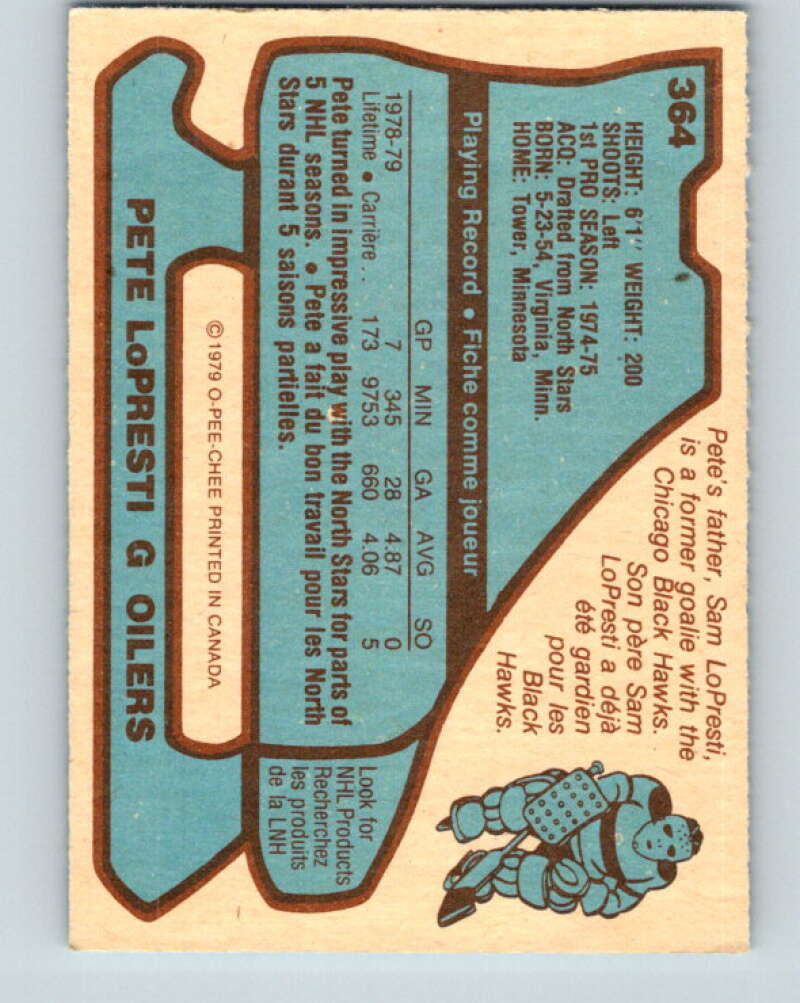 364
HEIGHT: 6'1" WEIGHT: 200
SHOOTS: Left
1st PRO SEASON: 1974-75
ACQ: Drafted from North Stars
BORN: 5-23-54, Virginia, Minn.
HOME: Tower, Minnesota
Pete's father, Sam LoPresti,
is a former goalie with the
Chicago Black Hawks.
Son père Sam
LoPresti a déjà
été gardien
pour les
Black
Hawks.
Playing Record • Fiche comme joueur
GP MIN GA AVG SO
1978-79 7 345 28 4.87 0
Lifetime • Carrière .. 173 9753 660 4.06 5
Pete turned in impressive play with the North Stars for parts of
5 NHL seasons. • Pete a fait du bon travail pour les North
Stars durant 5 saisons partielles.
Look for
NHL Products
Recherchez
les produits
de la LNH
©1979 O-PEE-CHEE PRINTED IN CANADA
PETE LoPRESTI G OILERS